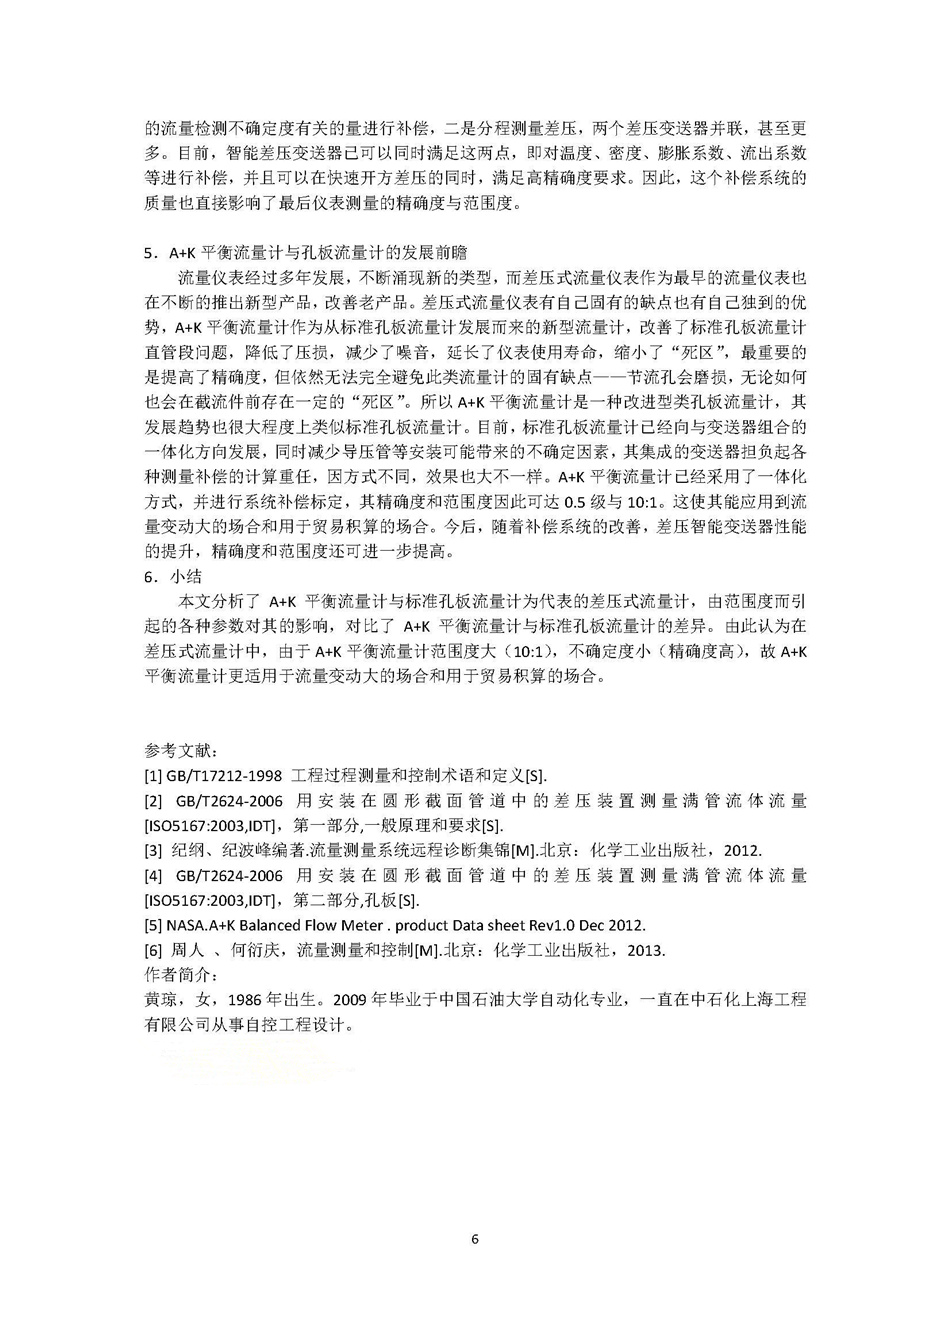 的流量检测不确定度有关的量进行补偿，二是分程测量差压，两个差压变送器并联，甚至更
多。目前，智能差压变送器已可以同时满足这两点，即对温度、密度、膨胀系数、流出系数
等进行补偿，并且可以在快速开方差压的同时，满足高精确度要求。因此，这个补偿系统的
质量也直接影响了最后仪表测量的精确度与范围度。
5．A+K 平衡流量计与孔板流量计的发展前瞻
流量仪表经过多年发展，不断涌现新的类型，而差压式流量仪表作为最早的流量仪表也
在不断的推出新型产品，改善老产品。差压式流量仪表有自己固有的缺点也有自己独到的优
势，A+K 平衡流量计作为从标准孔板流量计发展而来的新型流量计，改善了标准孔板流量计
直管段问题，降低了压损，减少了噪音，延长了仪表使用寿命，缩小了“死区”，最重要的
是提高了精确度，但依然无法完全避免此类流量计的固有缺点——节流孔会磨损，无论如何
也会在截流件前存在一定的“死区”。所以 A+K 平衡流量计是一种改进型类孔板流量计，其
发展趋势也很大程度上类似标准孔板流量计。目前，标准孔板流量计已经向与变送器组合的
一体化方向发展，同时减少导压管等安装可能带来的不确定因素，其集成的变送器担负起各
种测量补偿的计算重任，因方式不同，效果也大不一样。A+K 平衡流量计已经采用了一体化
方式，并进行系统补偿标定，其精确度和范围度因此可达 0.5 级与 10:1。这使其能应用到流
量变动大的场合和用于贸易积算的场合。今后，随着补偿系统的改善，差压智能变送器性能
的提升，精确度和范围度还可进一步提高。
6．小结
本文分析了 A+K 平衡流量计与标准孔板流量计为代表的差压式流量计，由范围度而引
起的各种参数对其的影响，对比了 A+K 平衡流量计与标准孔板流量计的差异。由此认为在
差压式流量计中，由于 A+K 平衡流量计范围度大（10:1），不确定度小（精确度高），故 A+K
平衡流量计更适用于流量变动大的场合和用于贸易积算的场合。
参考文献：
[1] GB/T17212-1998 工程过程测量和控制术语和定义[S].
[2] GB/T2624-2006 用安装在圆形截面管道中的差压装置测量满管流体流量
[ISO5167:2003,IDT]，第一部分,一般原理和要求[S].
[3] 纪纲、纪波峰编著.流量测量系统远程诊断集锦[M].北京：化学工业出版社，2012.
[4] GB/T2624-2006 用安装在圆形截面管道中的差压装置测量满管流体流量
[ISO5167:2003,IDT]，第二部分,孔板[S].
[5] NASA.A+K Balanced Flow Meter . product Data sheet Rev1.0 Dec 2012.
[6] 周人 、何衍庆，流量测量和控制[M].北京：化学工业出版社，2013.
作者简介：
黄琼，女，1986 年出生。2009 年毕业于中国石油大学自动化专业，一直在中石化上海工程
有限公司从事自控工程设计。
6